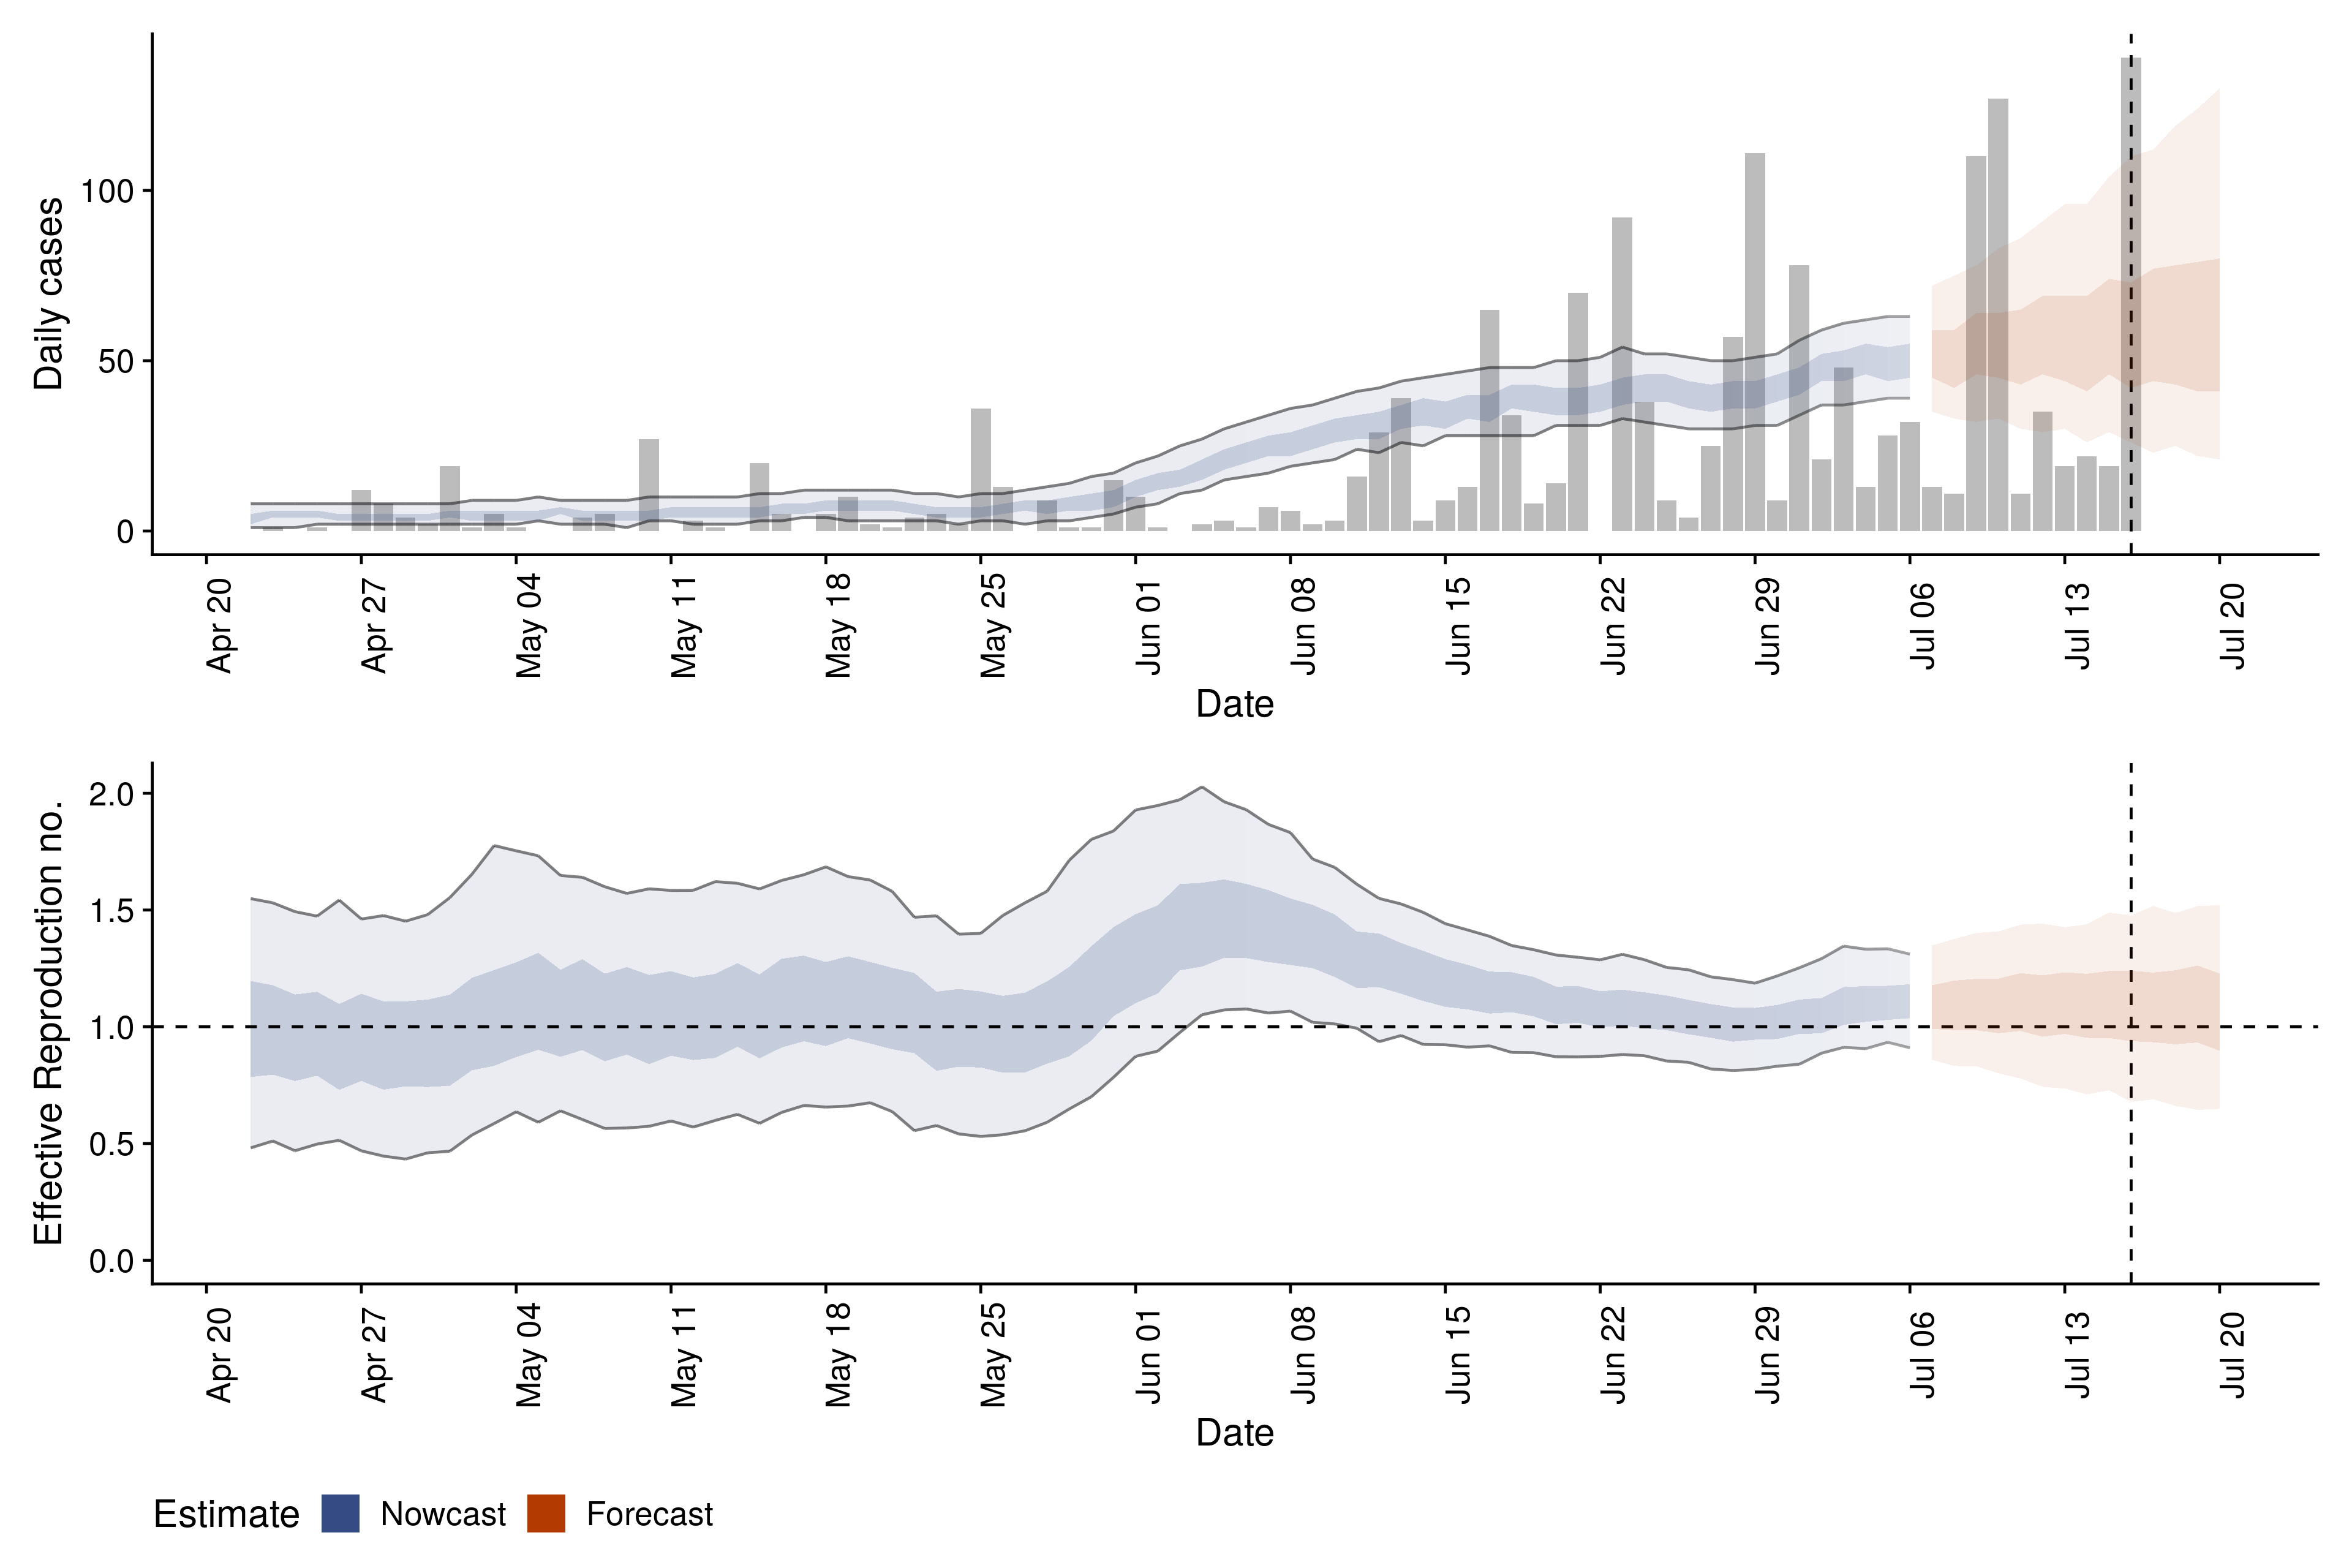 Daily cases
100
50
0
Apr 20
Apr 27
May 04
May 11
May 18
May 25
Jun 01
Jun 08
Jun 15
Jun 22
Jun 29
Jul 06
Jul 13
Jul 20
Date
Effective Reproduction no.
2.0
1.5
1.0
0.5
0.0
Apr 20
Apr 27
May 04
May 11
May 18
May 25
Jun 01
Jun 08
Jun 15
Jun 22
Jun 29
Jul 06
Jul 13
Jul 20
Date
Estimate Nowcast Forecast